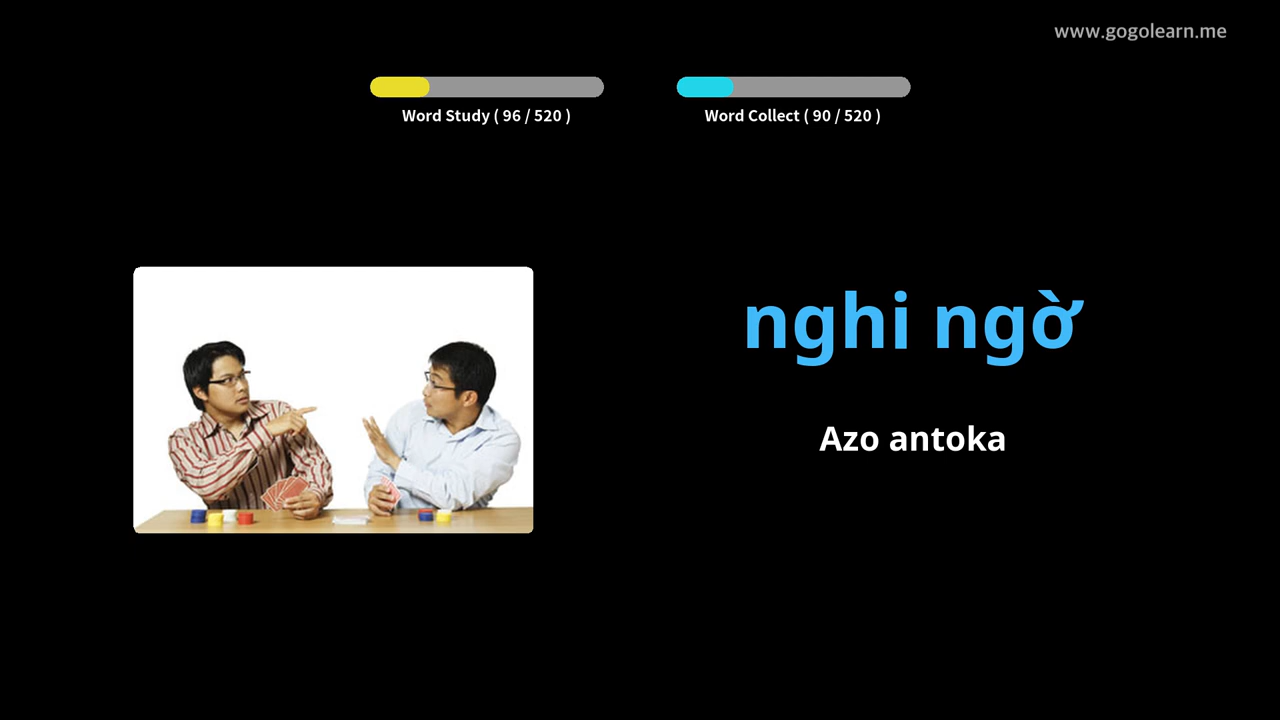 www.gogolearn.me
Word Study ( 96 / 520 )
Word Collect ( 90 / 520 )
nghi ngờ
Azo antoka